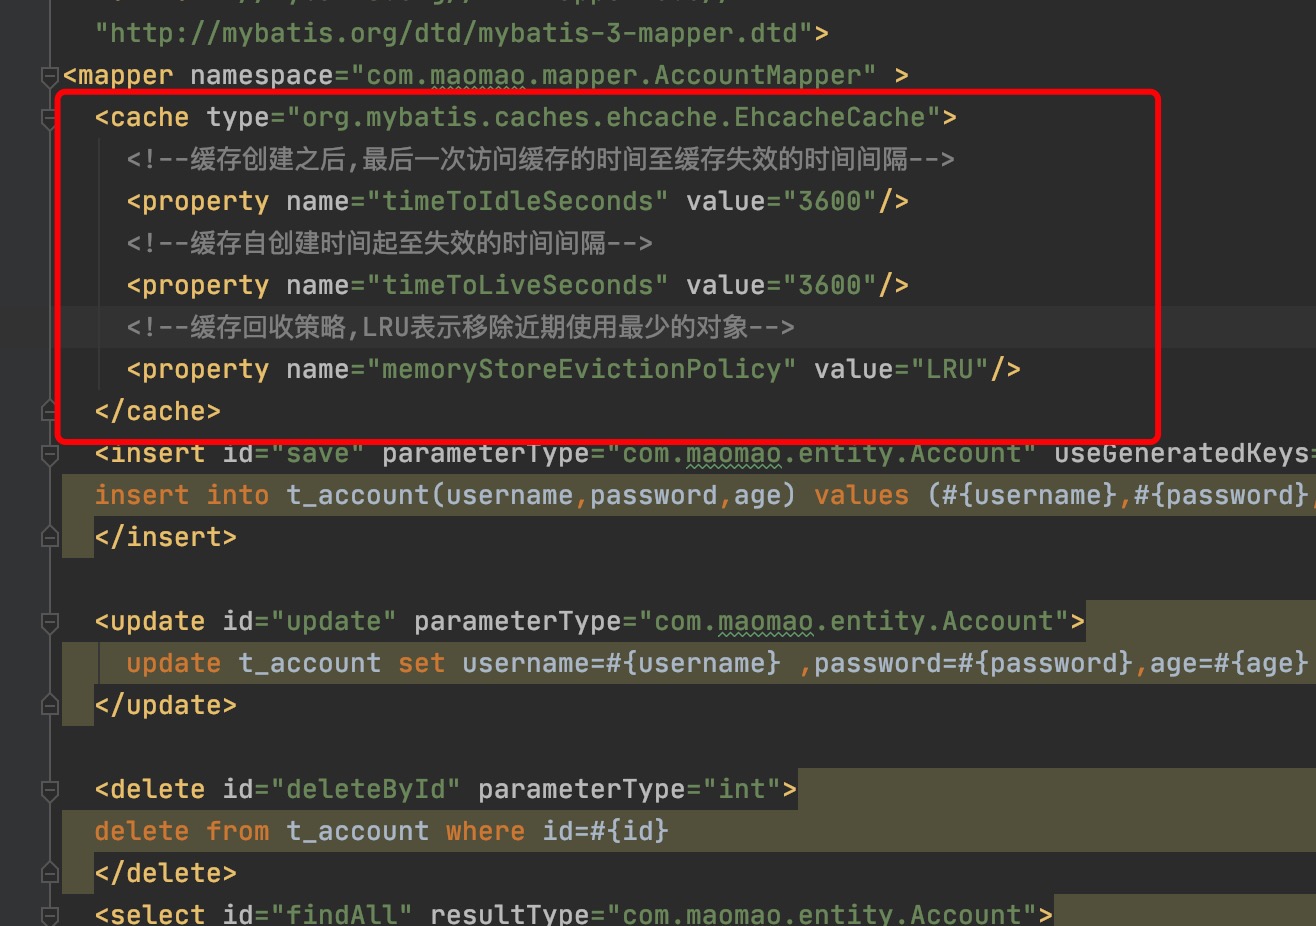 "http://mybatis.org/dtd/mybatis-3-mapper.dtd">
<mapper namespace="com.maomao.mapper.AccountMapper" >
<cache type="org.mybatis.caches.ehcache.EhcacheCache">
<!--缓存创建之后,最后一次访问缓存的时间至缓存失效的时间间隔-->
<property name="timeToIdleSeconds" value="3600"/>
<!--缓存自创建时间起至失效的时间间隔-->
<property name="timeToLiveSeconds" value="3600"/>
<!--缓存回收策略,LRU表示移除近期使用最少的对象-->
<property name="memoryStoreEvictionPolicy" value="LRU"/>
</cache>
<insert id="save" parameterType="com.maomao.entity.Account" useGeneratedKeys=
insert into t_account(username,password,age) values (#{username},#{password},
</insert>
<update id="update" parameterType="com.maomao.entity.Account">
update t_account set username=#{username} ,password=#{password},age=#{age}
</update>
<delete id="deleteById" parameterType="int">
delete from t_account where id=#{id}
</delete>
<select id="findAll" resultType="com.maomao.entity.Account">